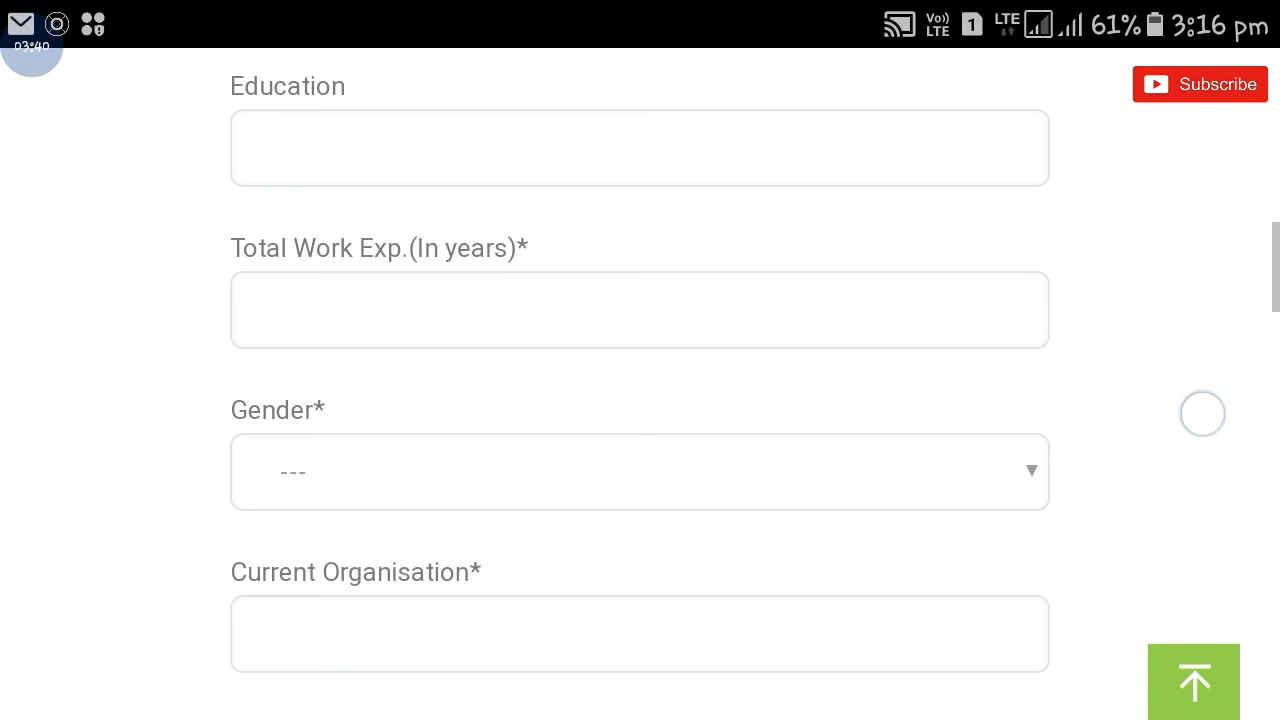 03:40
Vo))
LTE
1
LTE
61%
3:16 pm
Subscribe
Education
Total Work Exp.(In years)*
Gender*
---
Current Organisation*